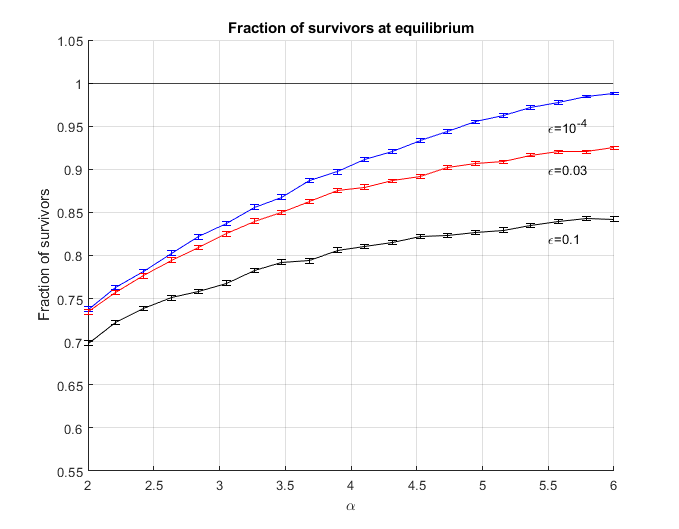 Fraction of survivors at equilibrium
1.05
1
0.95
0.9
0.85
0.8
0.75
0.7
0.65
0.6
0.55
Fraction of survivors
ϵ=10⁻⁴
ϵ=0.03
ϵ=0.1
2 2.5 3 3.5 4 4.5 5 5.5 6
α